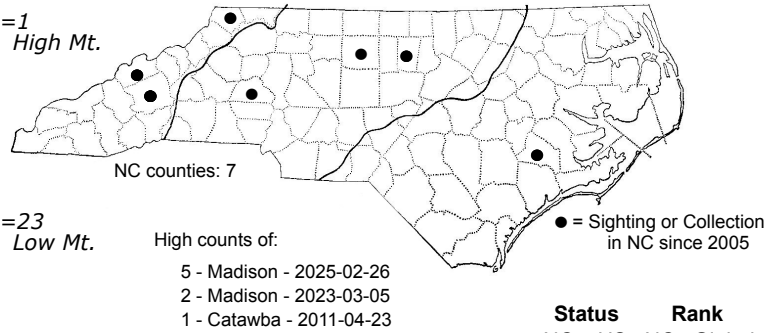 =1
High Mt.
NC counties: 7
=23
Low Mt.
High counts of:
5 - Madison - 2025-02-26
2 - Madison - 2023-03-05
1 - Catawba - 2011-04-23
● = Sighting or Collection
in NC since 2005
Status Rank